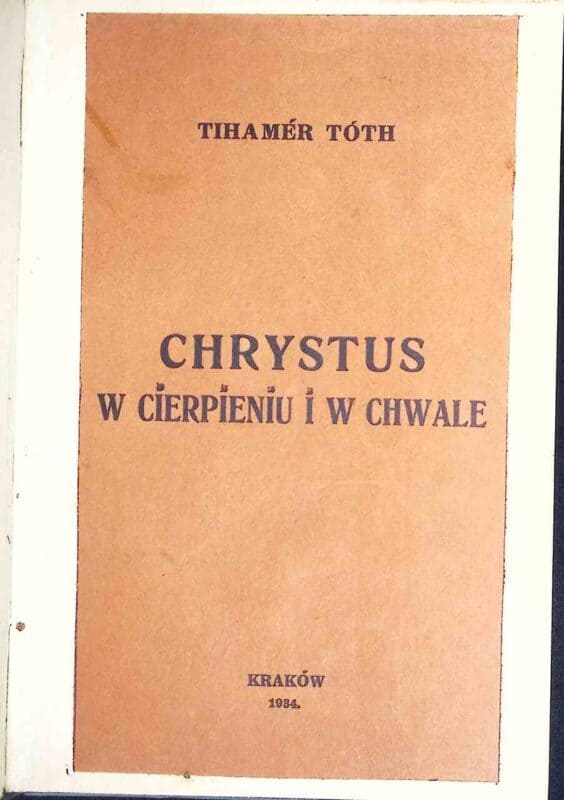 TIHAMÉR TÓTH
CHRYSTUS
W CIERPIENIU I W CHWALE
KRAKÓW
1934.